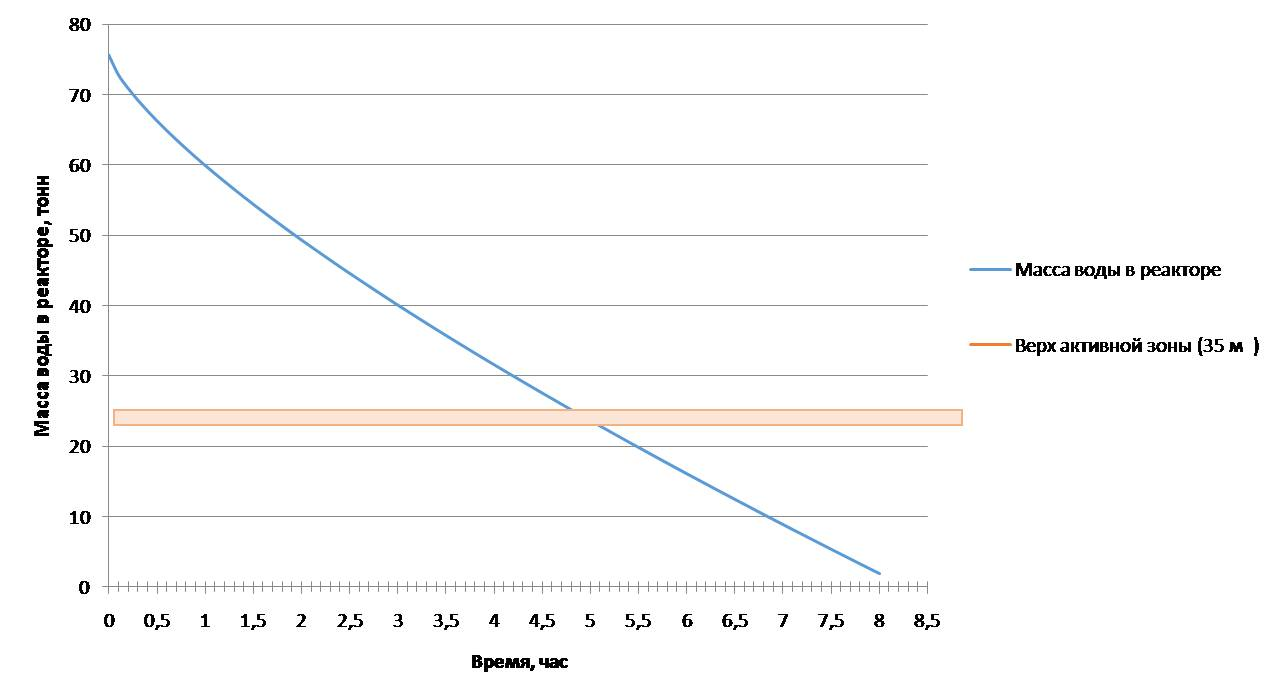 80
70
60
50
40
30
20
10
0
Масса воды в реакторе, тонн
0 0,5 1 1,5 2 2,5 3 3,5 4 4,5 5 5,5 6 6,5 7 7,5 8 8,5
Время, час
Масса воды в реакторе
Верх активной зоны (35 м )